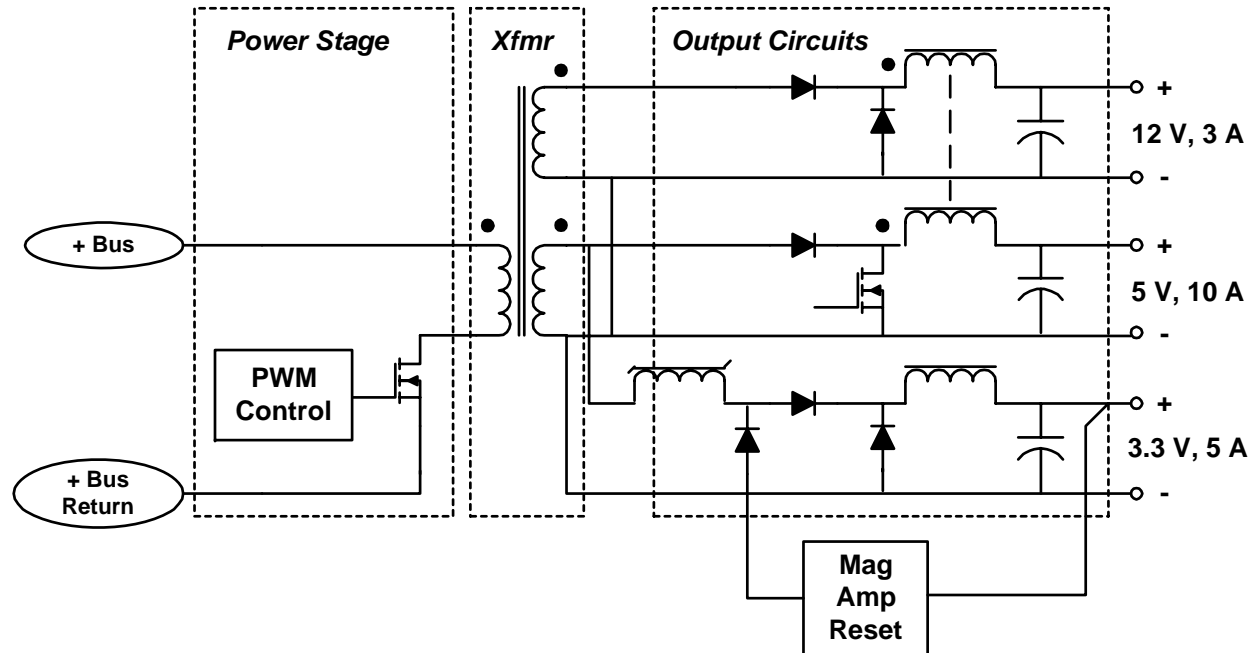 Power Stage
Xfmr
Output Circuits
+
12 V, 3 A
-
+ Bus
+
5 V, 10 A
-
PWM
Control
+
3.3 V, 5 A
-
+ Bus
Return
Mag
Amp
Reset